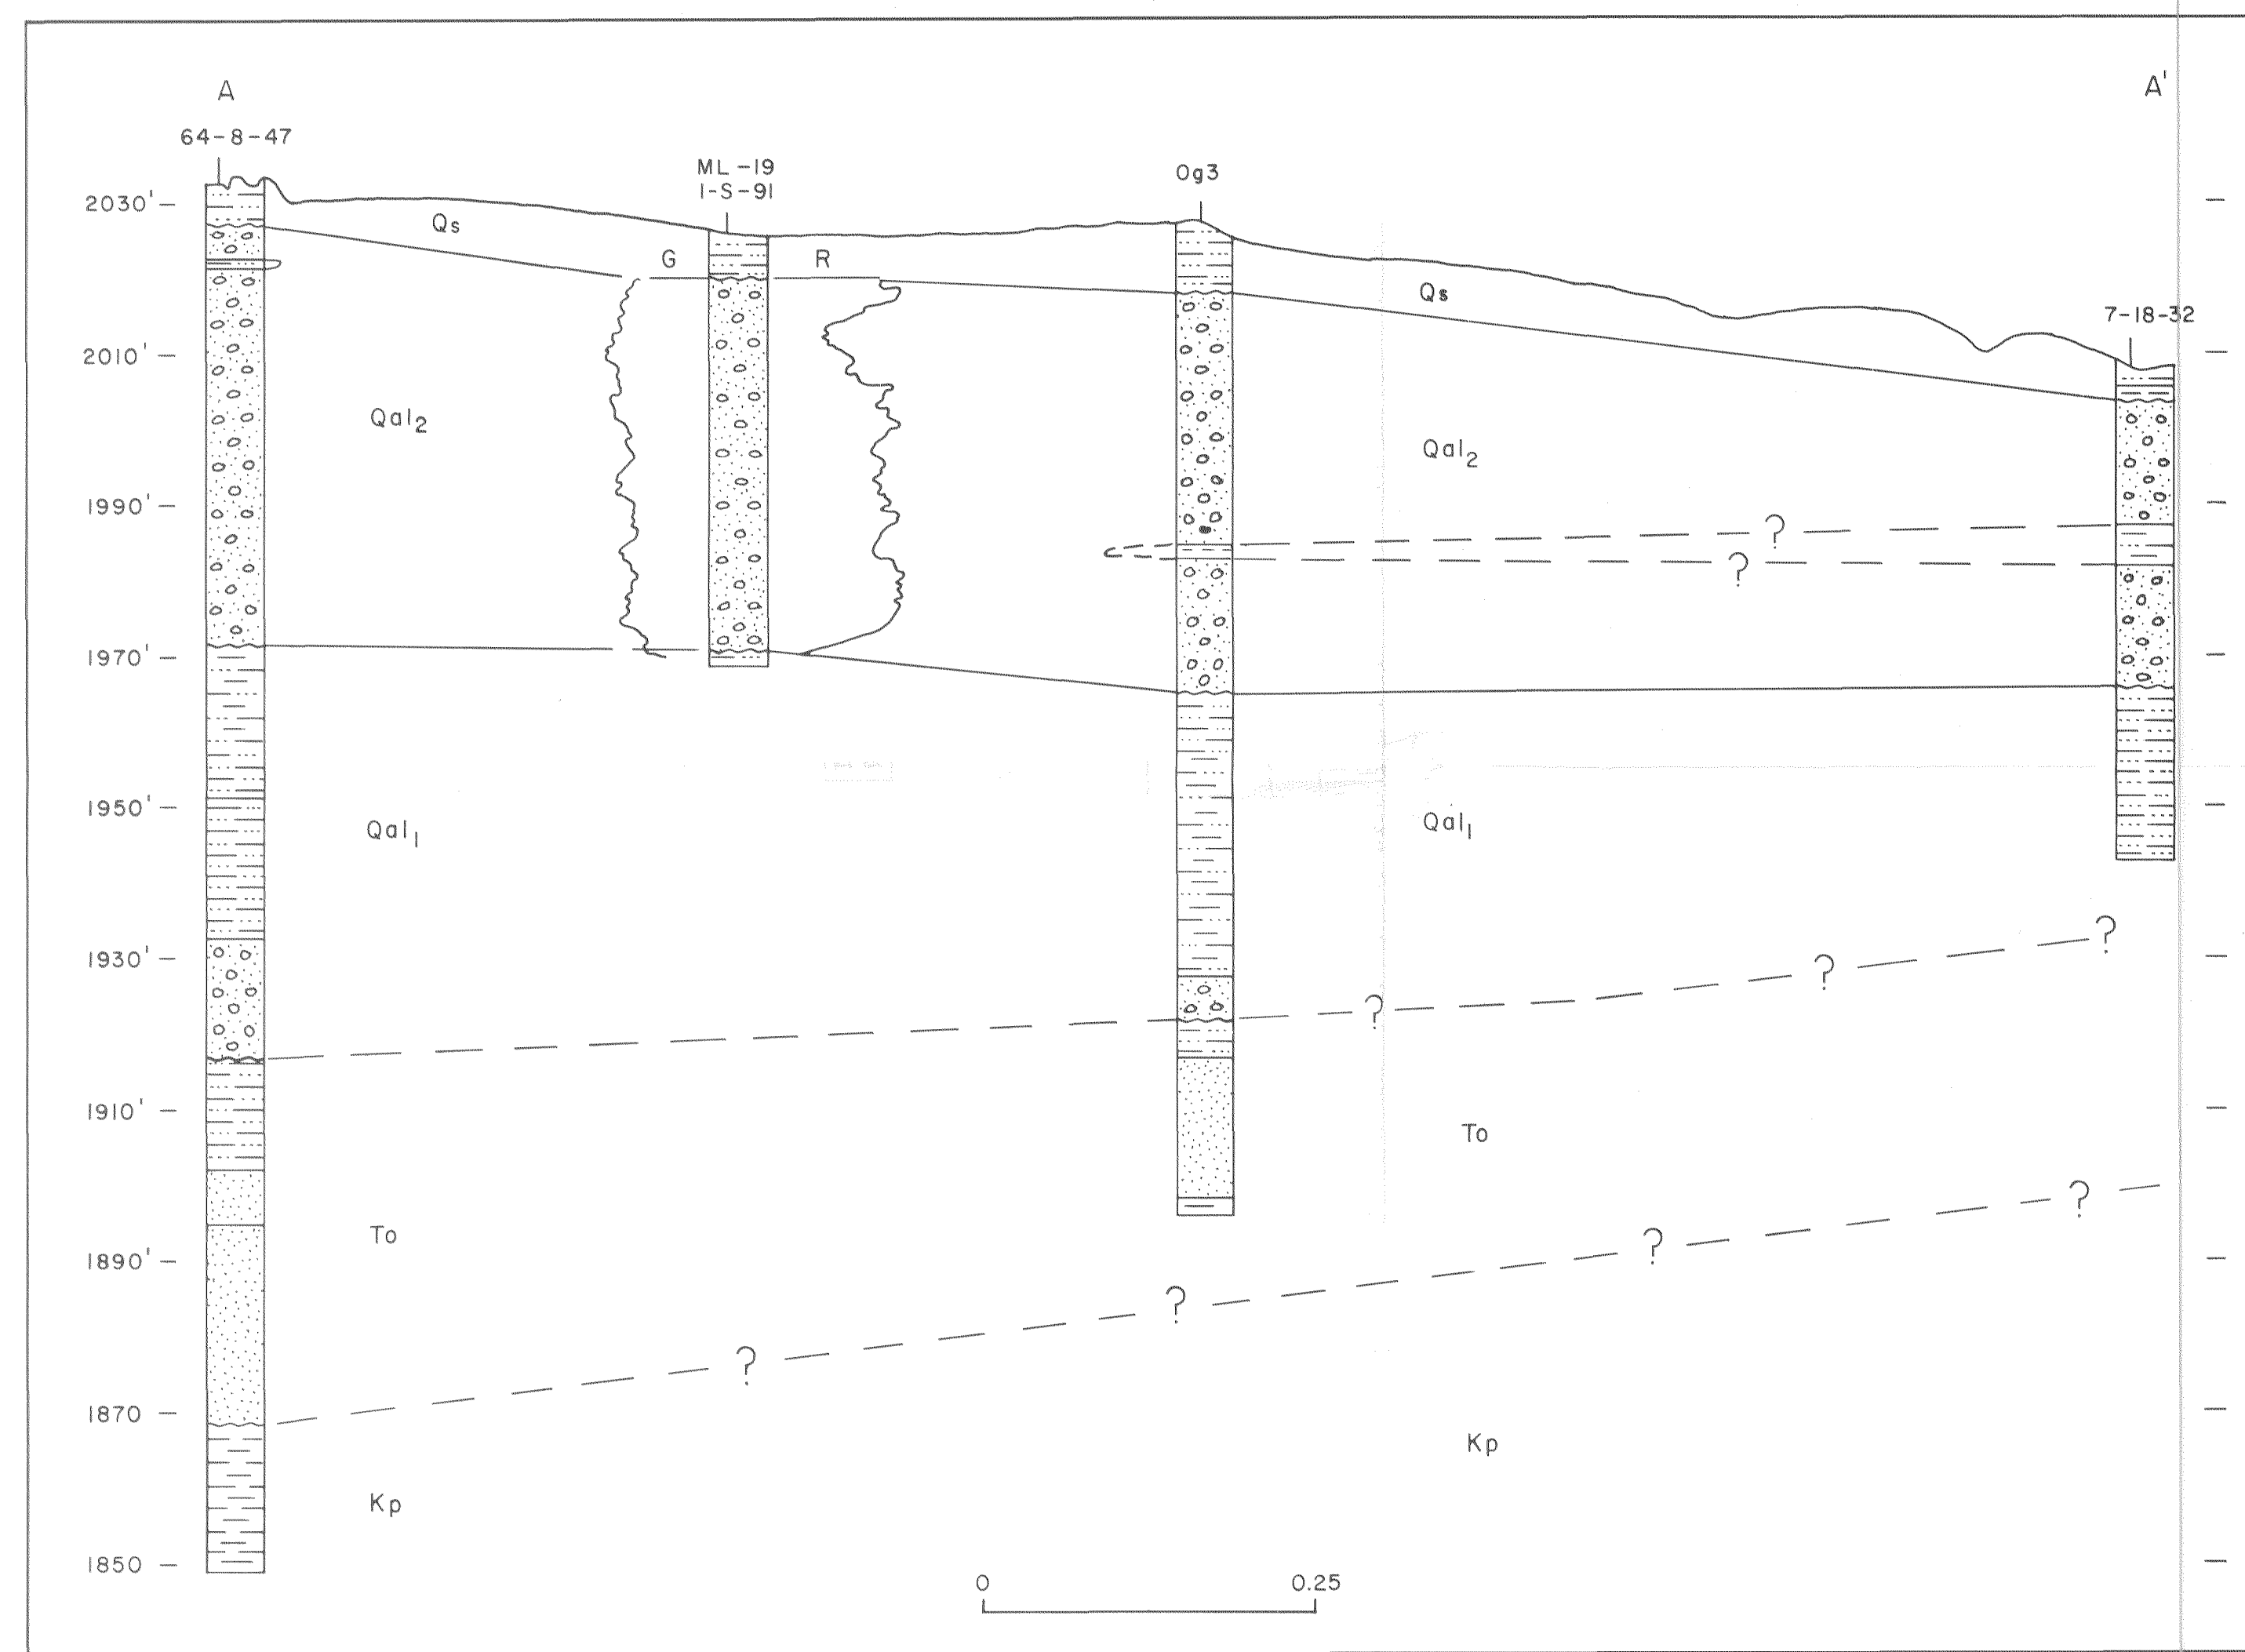 A
A'
64-8-47
ML-19
1-S-91
Og3
7-18-32
2030'
2010'
1990'
1970'
1950'
1930'
1910'
1890'
1870
1850
Qs
G
R
Qs
Qal2
Qal2
?
?
Qal1
Qal1
?
?
?
To
To
?
?
?
?
Kp
Kp
0
0.25